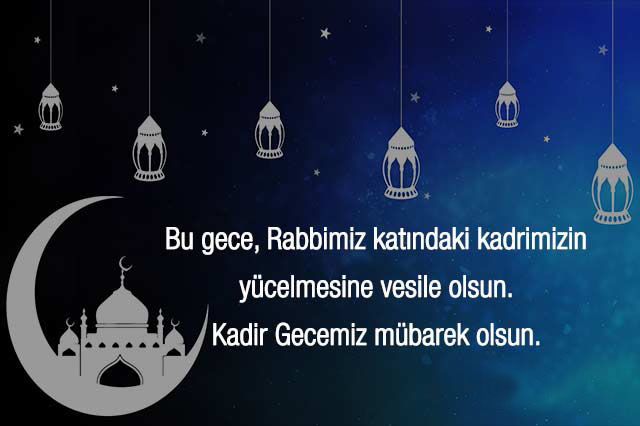 Bu gece, Rabbimiz katındaki kadrimizin
yücelmesine vesile olsun.
Kadir Gecemiz mübarek olsun.